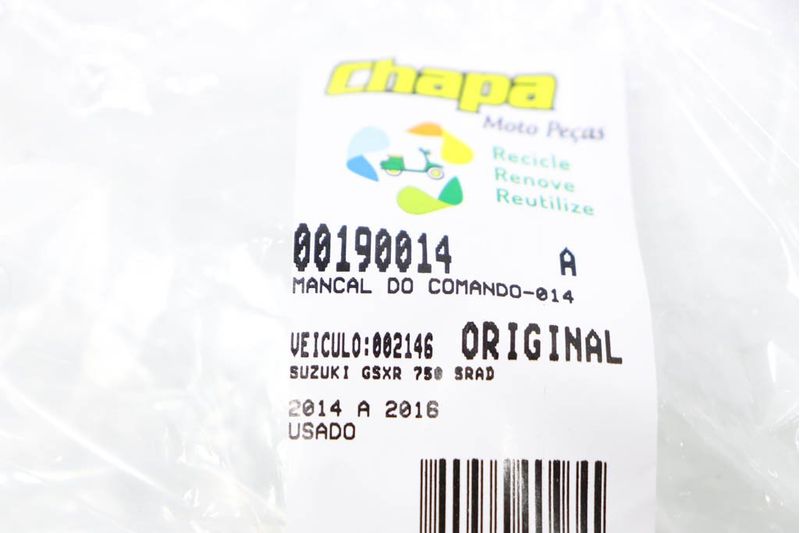 Chapa
Moto Peças
Recicle
Renove
Reutilize
00190014 A
MANCAL DO COMANDO-014
VEICULO:002146 ORIGINAL
SUZUKI GSXR 750 SRAD
2014 A 2016
USADO